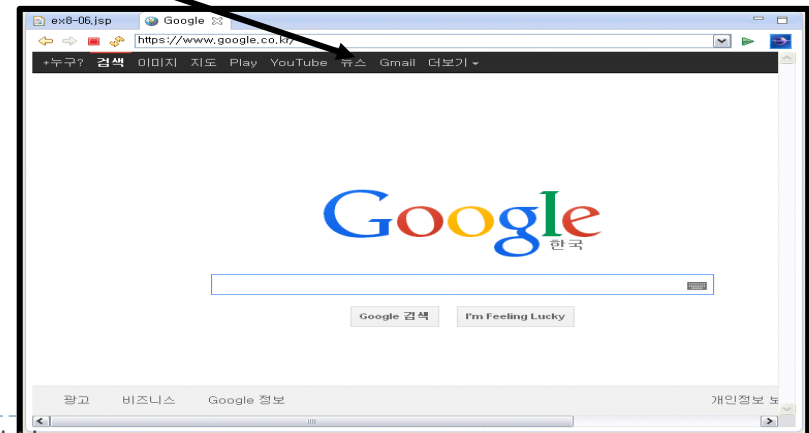 ex8-06.jsp Google
https://www.google.co.kr/
+누구? 검색 이미지 지도 Play YouTube 뉴스 Gmail 더보기
Google
한국
Google 검색 I'm Feeling Lucky
광고 비즈니스 Google 정보 개인정보